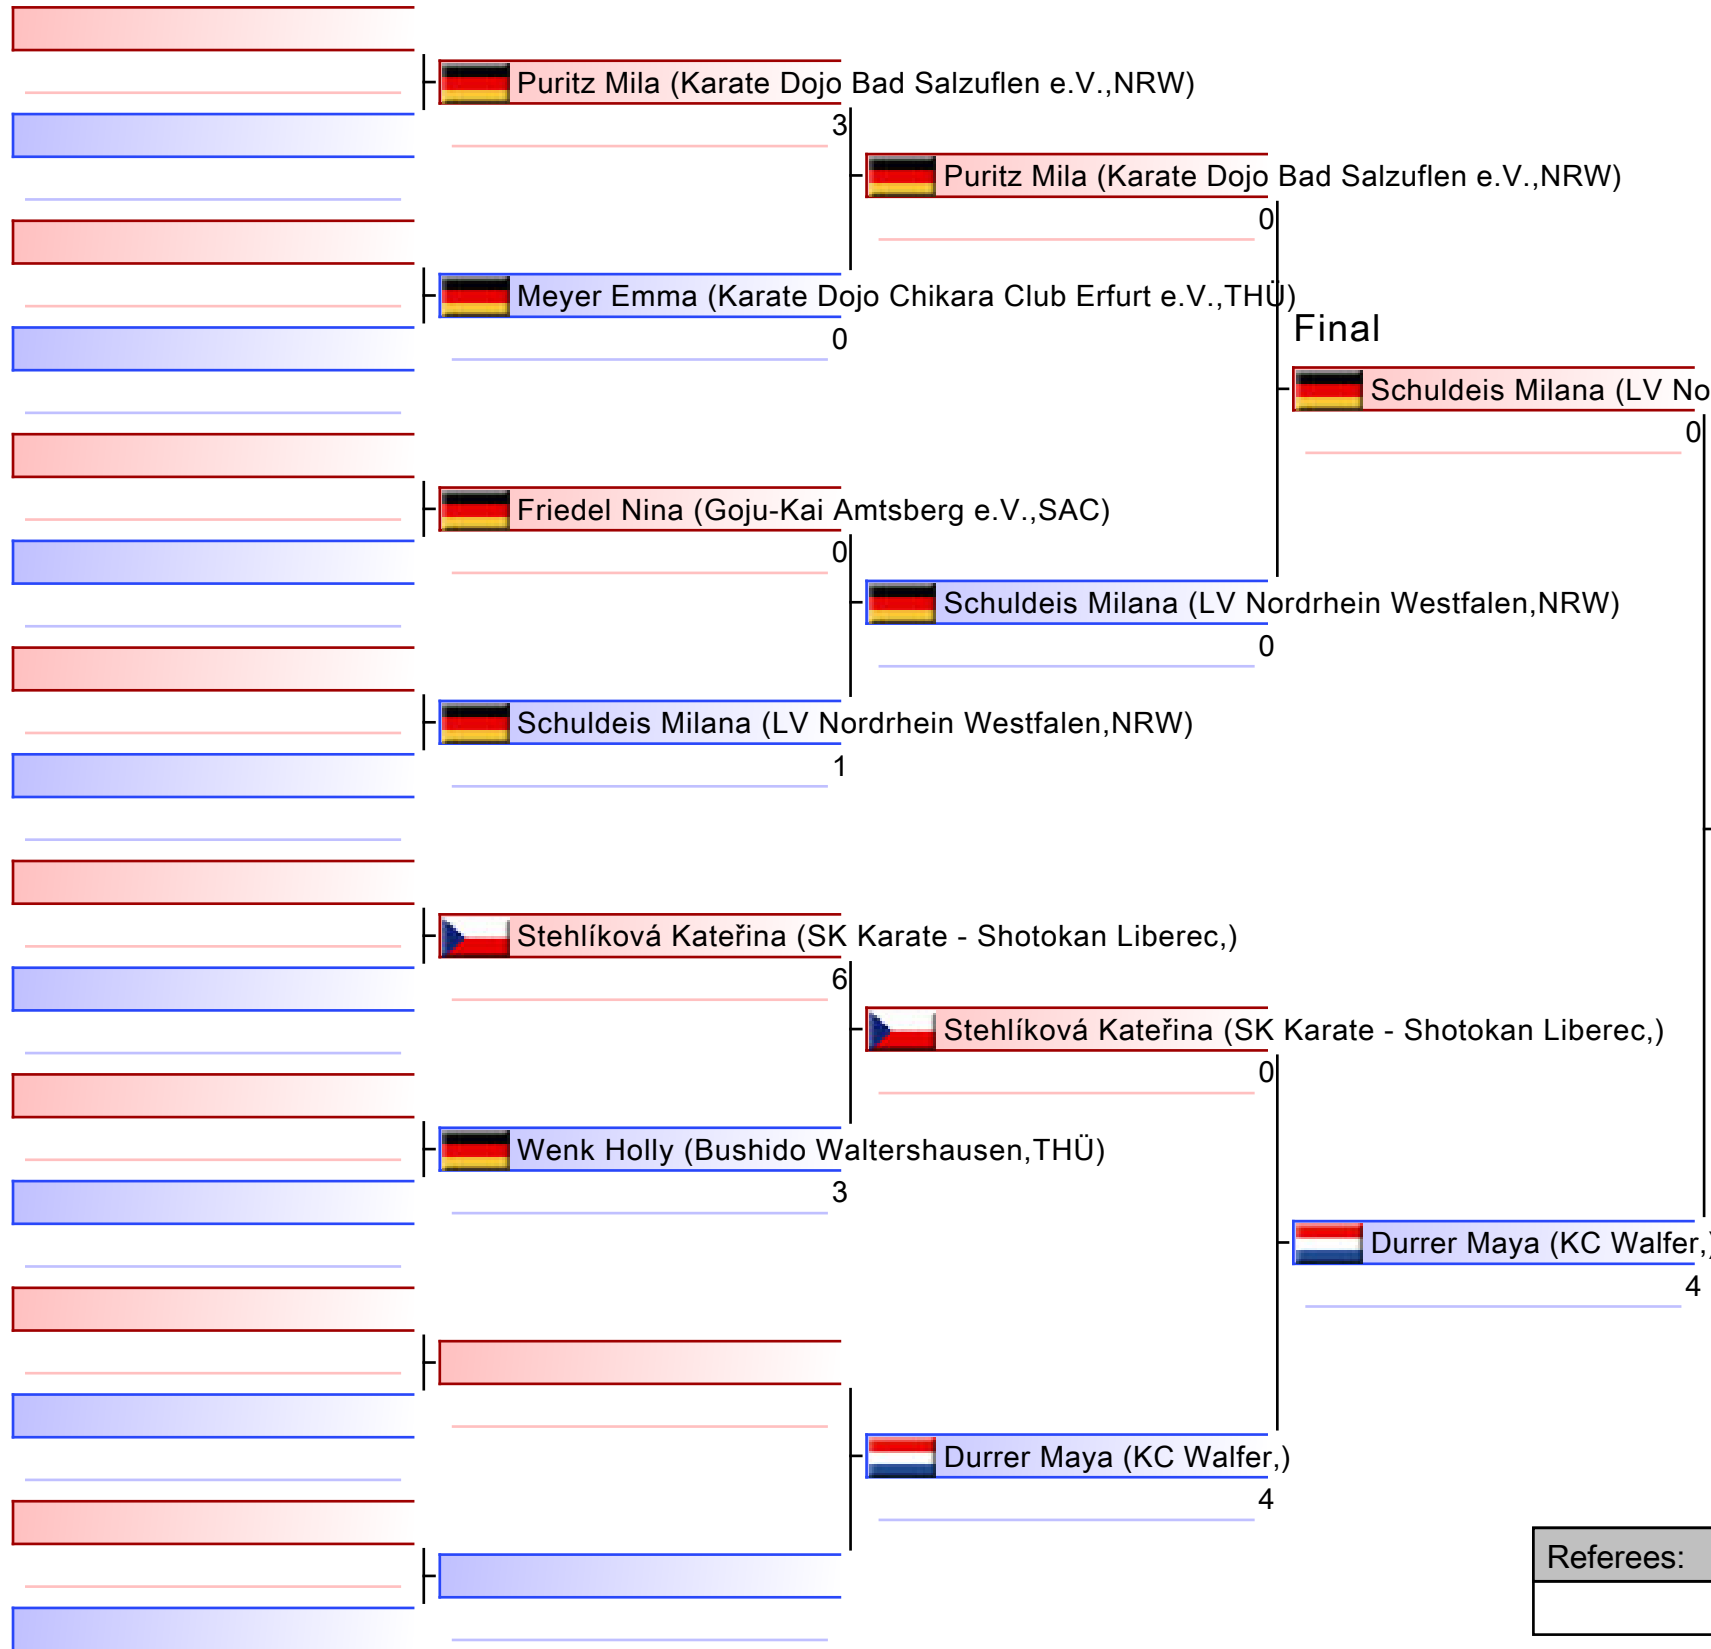 Puritz Mila (Karate Dojo Bad Salzuflen e.V.,NRW)
3
Puritz Mila (Karate Dojo Bad Salzuflen e.V.,NRW)
0
Meyer Emma (Karate Dojo Chikara Club Erfurt e.V.,THÜ)
0
Final
Schuldeis Milana (LV No
0
Friedel Nina (Goju-Kai Amtsberg e.V.,SAC)
0
Schuldeis Milana (LV Nordrhein Westfalen,NRW)
0
Schuldeis Milana (LV Nordrhein Westfalen,NRW)
1
Stehlíková Kateřina (SK Karate - Shotokan Liberec,)
6
Stehlíková Kateřina (SK Karate - Shotokan Liberec,)
0
Wenk Holly (Bushido Waltershausen,THÜ)
3
Durrer Maya (KC Walfer,)
4
Durrer Maya (KC Walfer,)
4
Referees: